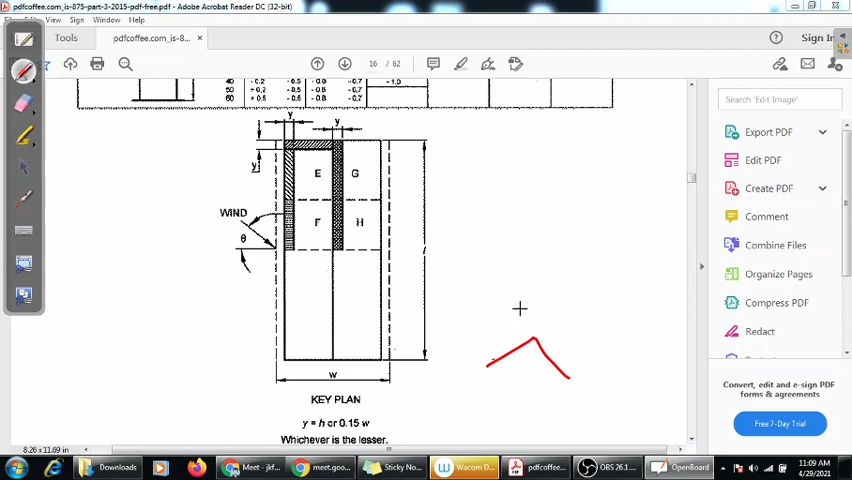 pdfcoffee.com_is-875-part-3-2015-pdf-free.pdf - Adobe Acrobat Reader DC (32-bit)
View Sign Window Help
Tools
pdfcoffee.com_is-87... ×
Sign In
16 / 62
40 - 0.2 - 0.5 - 0.8 - 0.7 - 1.0
50 + 0.2 - 0.5 - 0.8 - 0.7
60 + 0.6 - 0.5 - 0.8 - 0.7
y
y
y
E G
WIND
F H
θ
w
KEY PLAN
y = h or 0.15 w
Whichever is the lesser.
8.26 x 11.69 in
Search 'Edit Image'
Export PDF
Edit PDF
Create PDF
Comment
Combine Files
Organize Pages
Compress PDF
Redact
Convert, edit and e-sign PDF
forms & agreements
Free 7-Day Trial
Downloads
Meet - jkf...
meet.goo...
Sticky No...
Wacom D...
pdfcoffee...
OBS 26.1...
OpenBoard
11:09 AM
4/29/2021